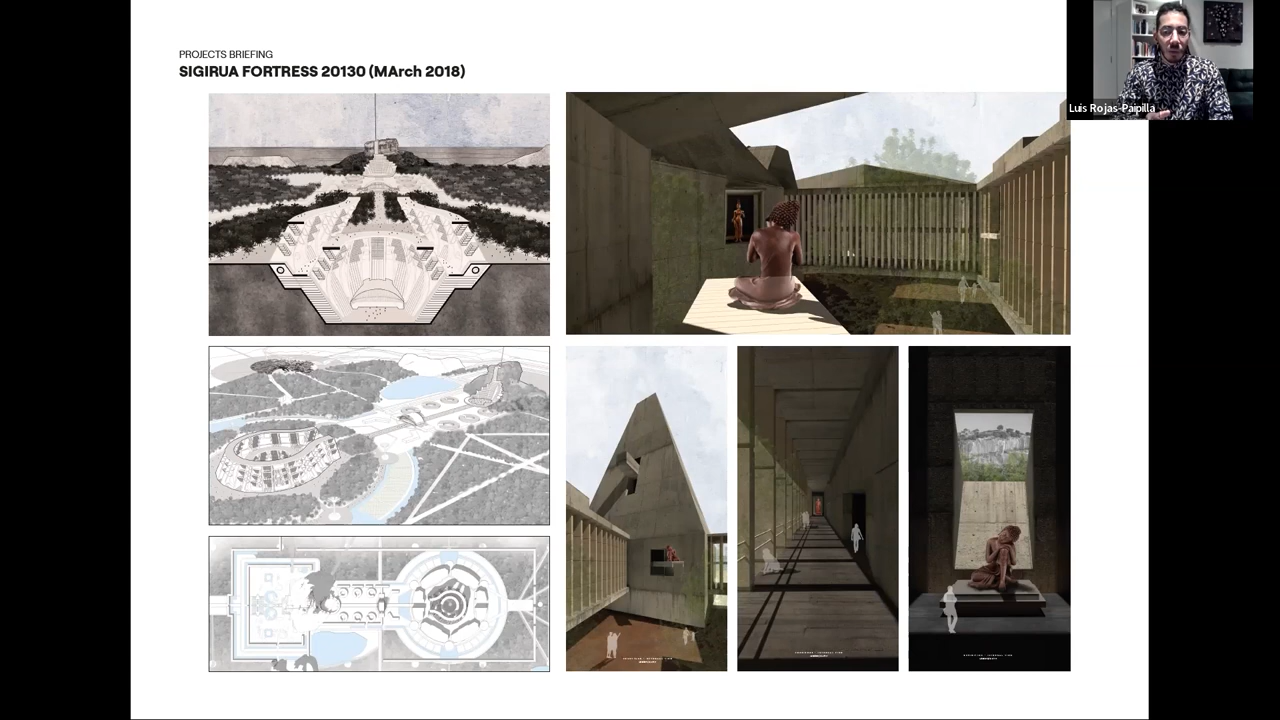 PROJECTS BRIEFING
SIGIRUA FORTRESS 20130 (MArch 2018)
Luis Rojas-Paipilla